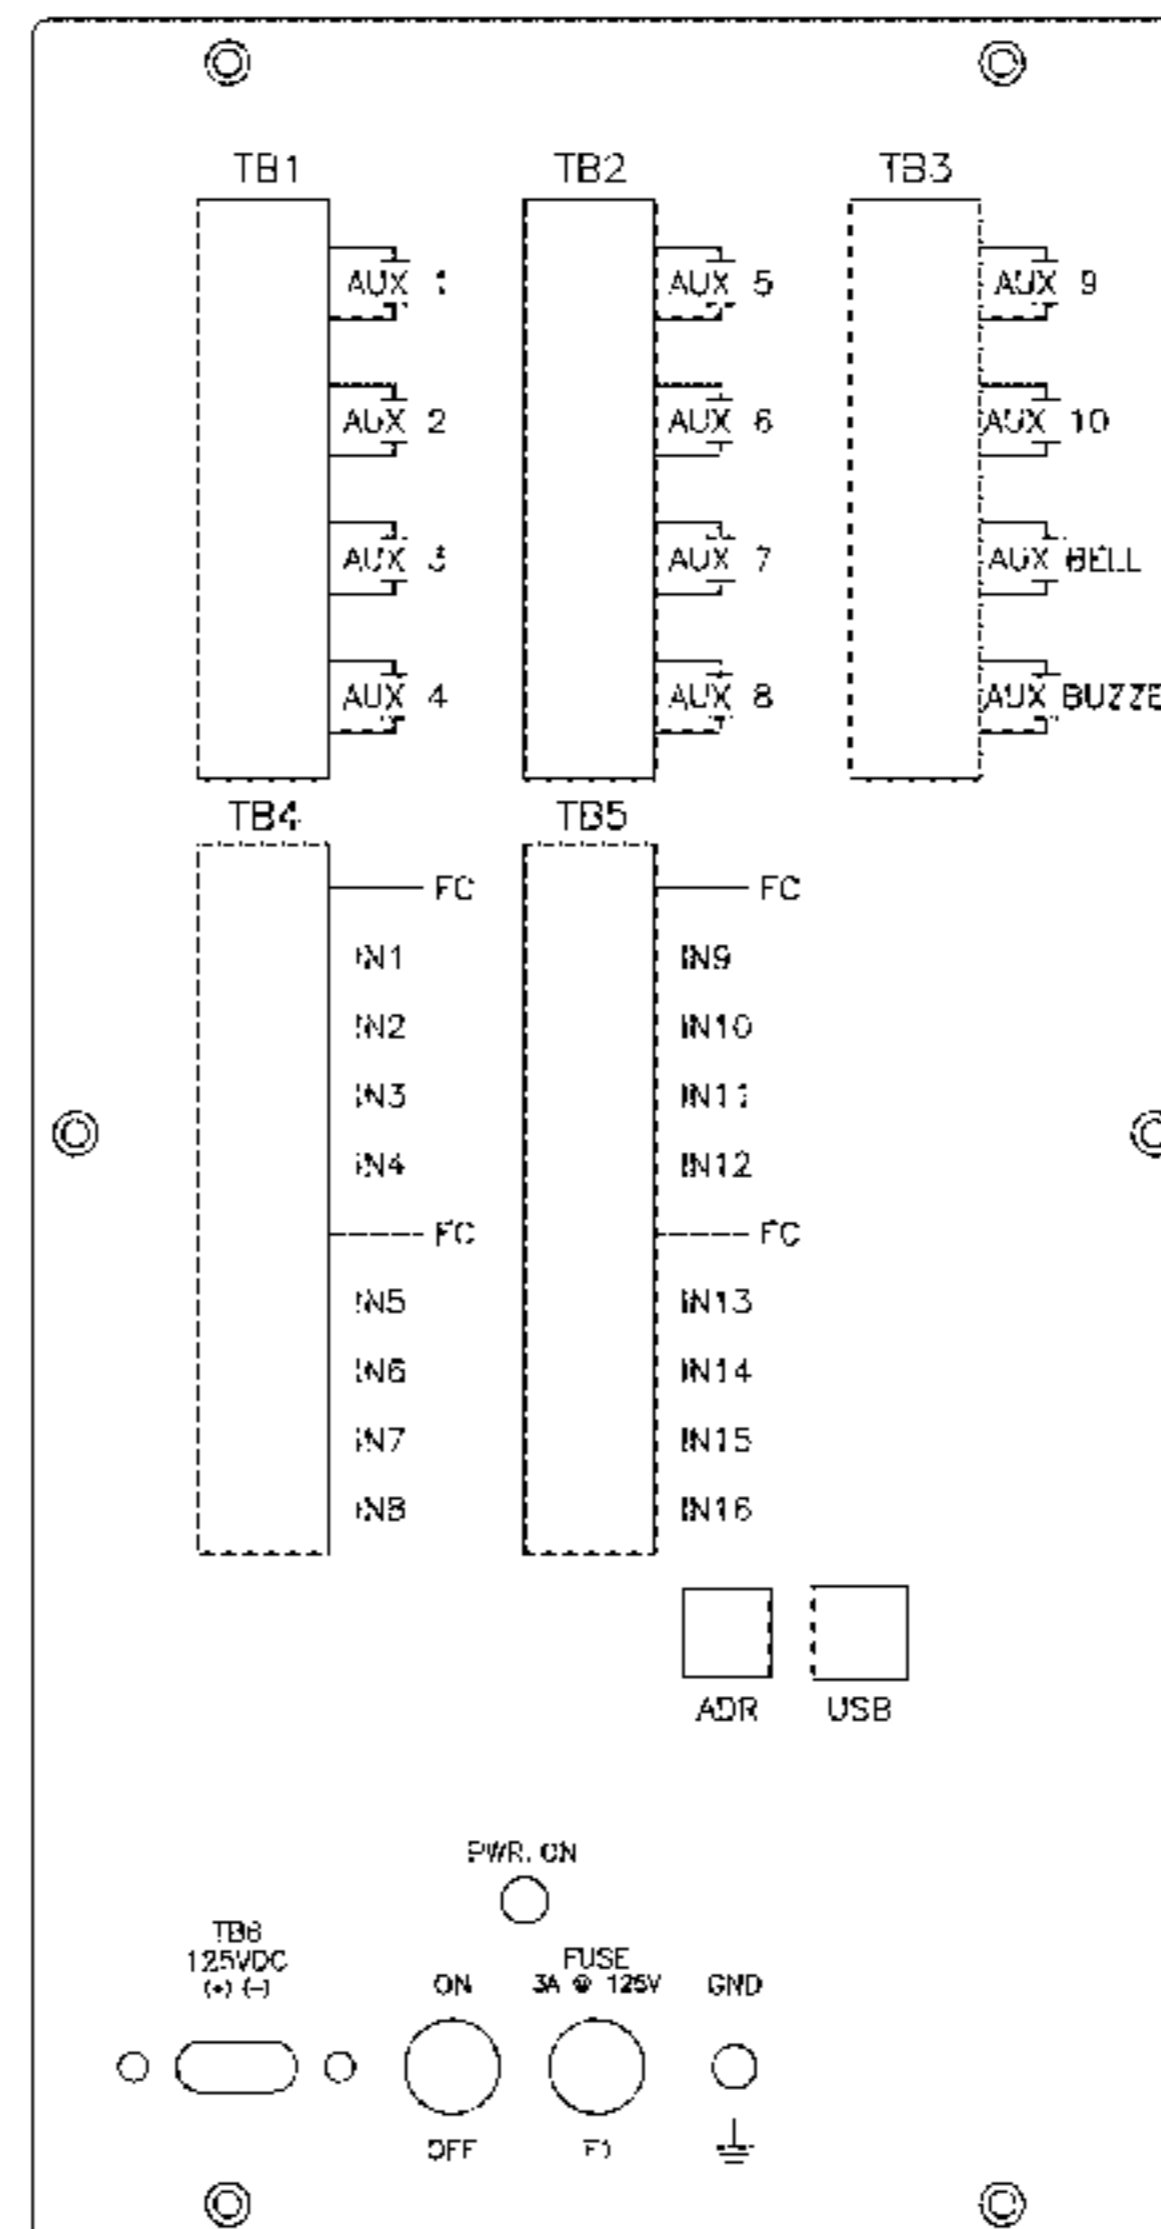 TB1 TB2 TB3
AUX 1 AUX 5 AUX 9
AUX 2 AUX 6 AUX 10
AUX 3 AUX 7 AUX BELL
AUX 4 AUX 8 AUX BUZZE
TB4 TB5
FC FC
IN1 IN9
IN2 IN10
IN3 IN11
IN4 IN12
FC FC
IN5 IN13
IN6 IN14
IN7 IN15
IN8 IN16
ADR USB
PWR. ON
TB6
125VDC
(+) (-)
ON
FUSE
3A @ 125V
GND
OFF F1